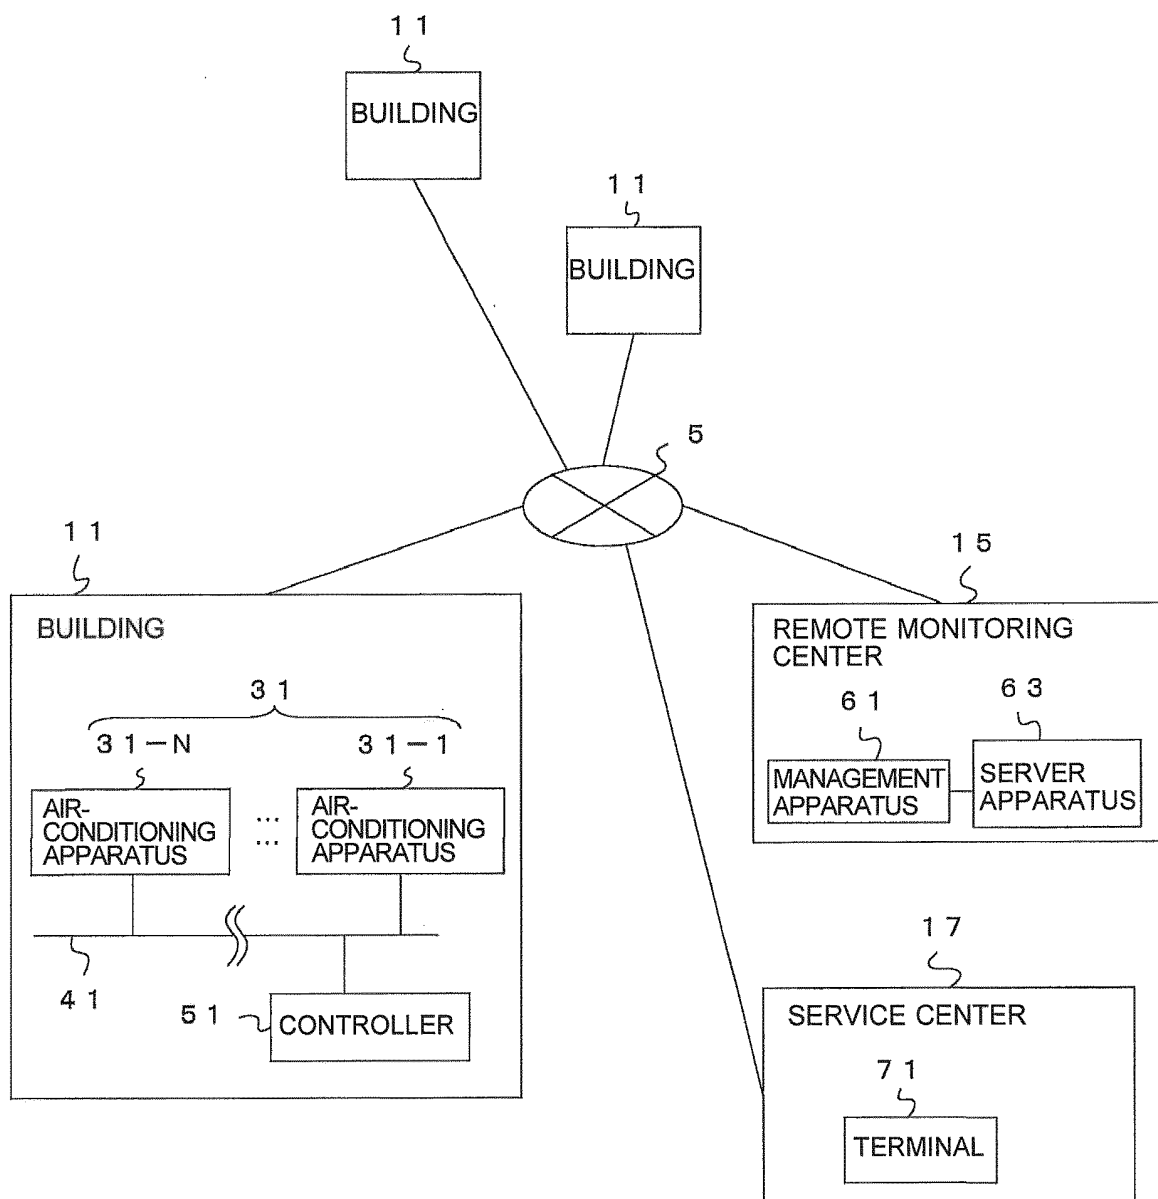 11
BUILDING
11
BUILDING
5
11
BUILDING
31
31-N
31-1
AIR-
CONDITIONING
APPARATUS
AIR-
CONDITIONING
APPARATUS
41
51
CONTROLLER
15
REMOTE MONITORING
CENTER
61
63
MANAGEMENT
APPARATUS
SERVER
APPARATUS
17
SERVICE CENTER
71
TERMINAL